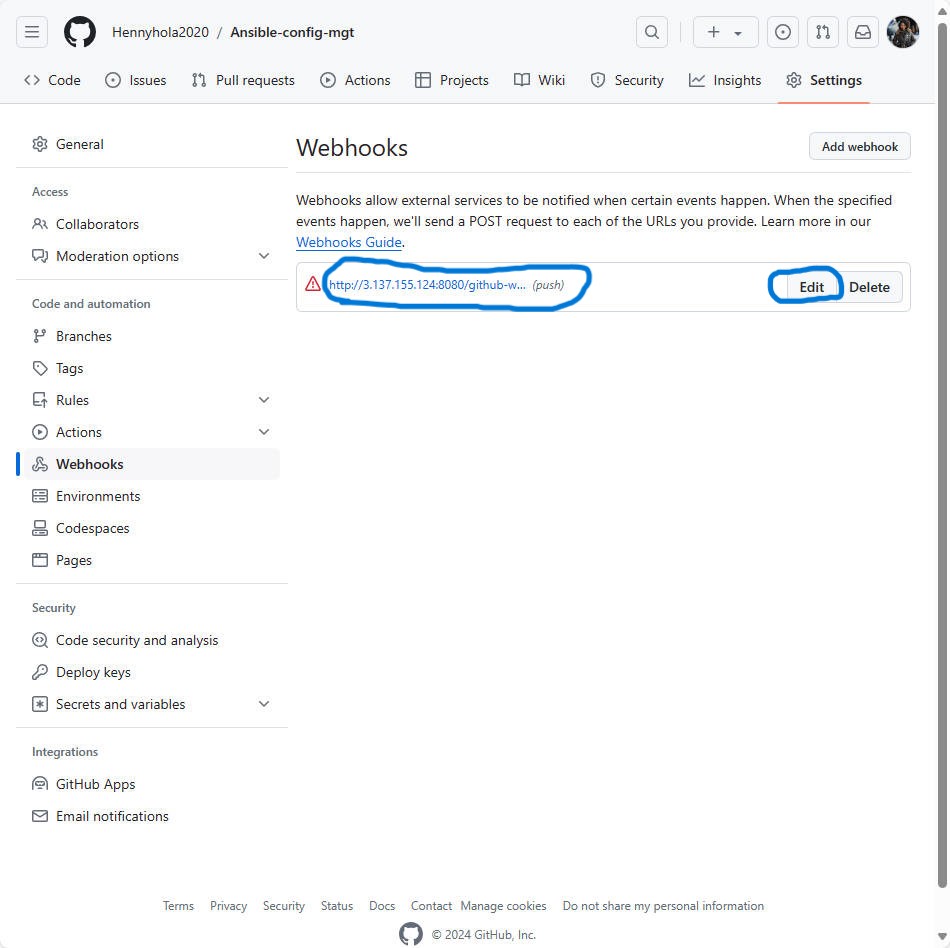 Hennyhola2020 / Ansible-config-mgt
Code Issues Pull requests Actions Projects Wiki Security Insights Settings
General
Access
Collaborators
Moderation options
Code and automation
Branches
Tags
Rules
Actions
Webhooks
Environments
Codespaces
Pages
Security
Code security and analysis
Deploy keys
Secrets and variables
Integrations
GitHub Apps
Email notifications
Webhooks
Add webhook
Webhooks allow external services to be notified when certain events happen. When the specified
events happen, we'll send a POST request to each of the URLs you provide. Learn more in our
Webhooks Guide.
http://3.137.155.124:8080/github-w... (push)
Edit Delete
Terms Privacy Security Status Docs Contact Manage cookies Do not share my personal information
© 2024 GitHub, Inc.